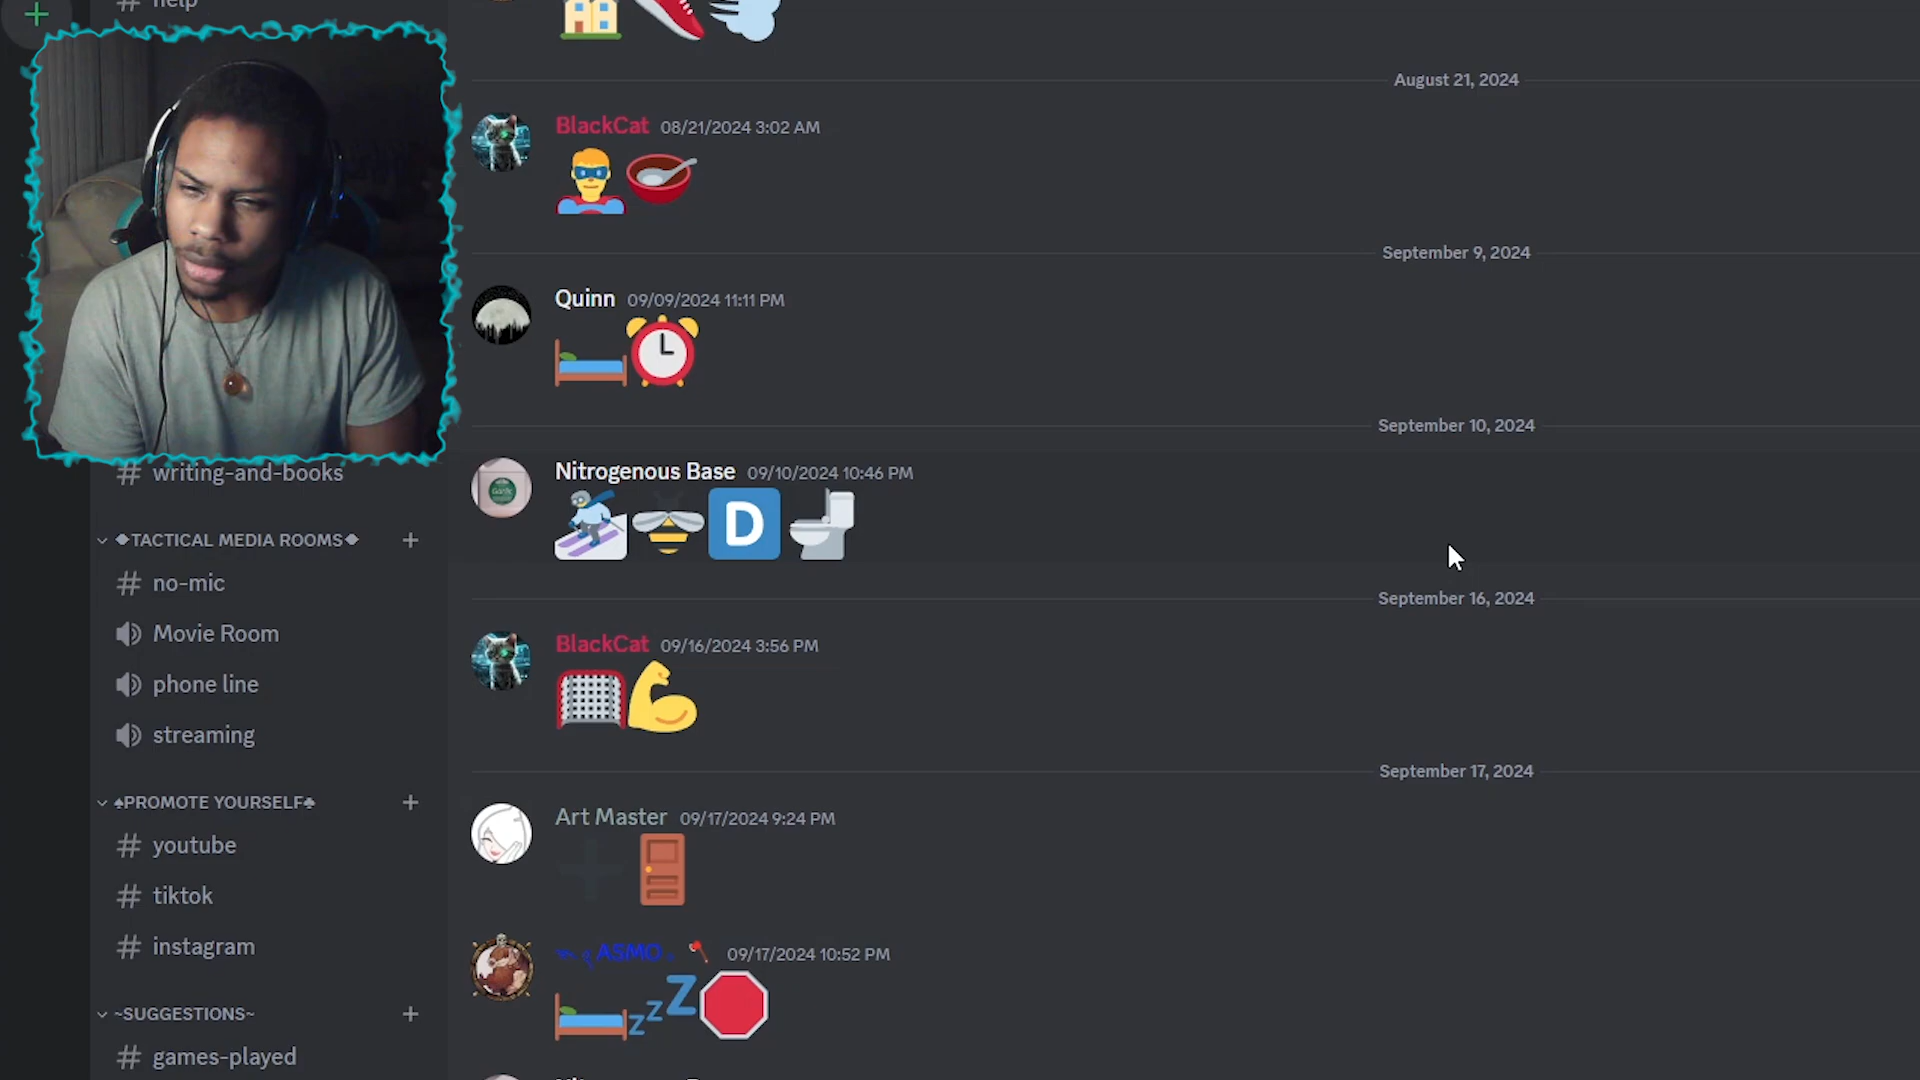 help
August 21, 2024
BlackCat 08/21/2024 3:02 AM
September 9, 2024
Quinn 09/09/2024 11:11 PM
September 10, 2024
Nitrogenous Base 09/10/2024 10:46 PM
D
September 16, 2024
BlackCat 09/16/2024 3:56 PM
September 17, 2024
Art Master 09/17/2024 9:24 PM
ASMO 09/17/2024 10:52 PM
zzZ
writing-and-books
◆TACTICAL MEDIA ROOMS◆
no-mic
Movie Room
phone line
streaming
♠PROMOTE YOURSELF♣
youtube
tiktok
instagram
~SUGGESTIONS~
games-played